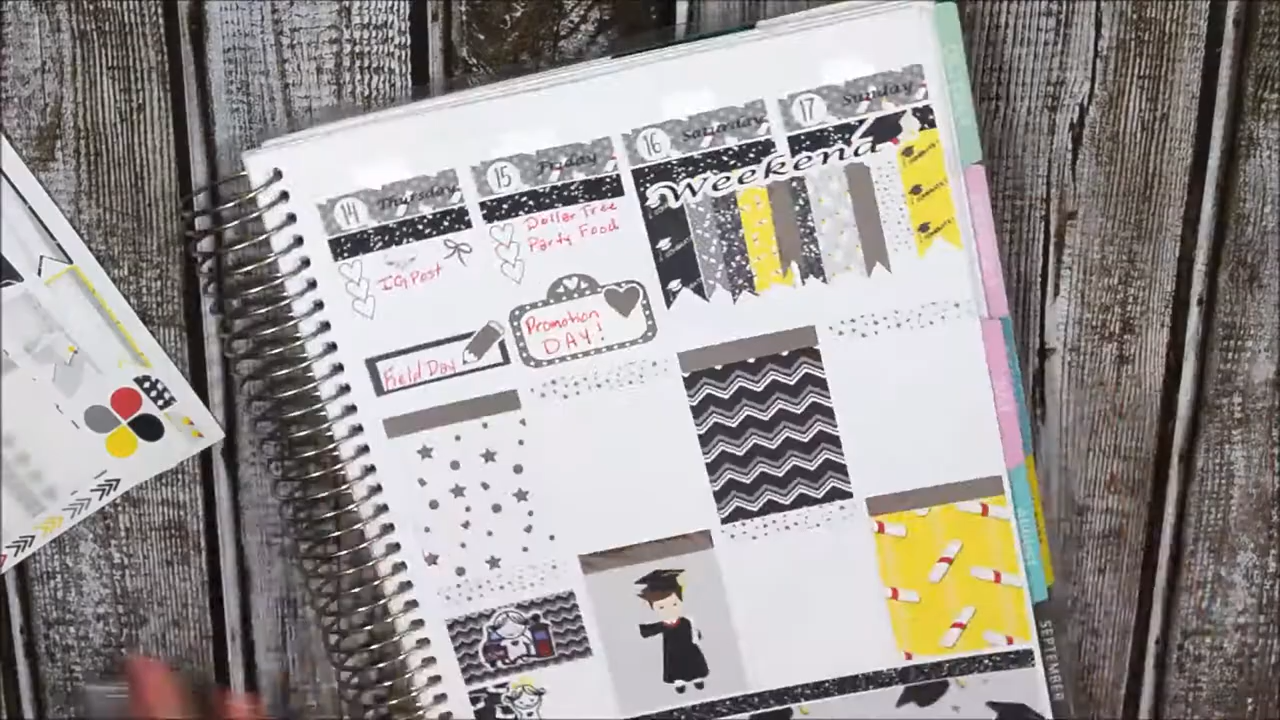 14 Thursday
15 Friday
16 Saturday
17 Sunday
Weekend
IG Post
Dollar Tree
Party Food
Promotion
DAY!
Field Day
SEPTEMBER